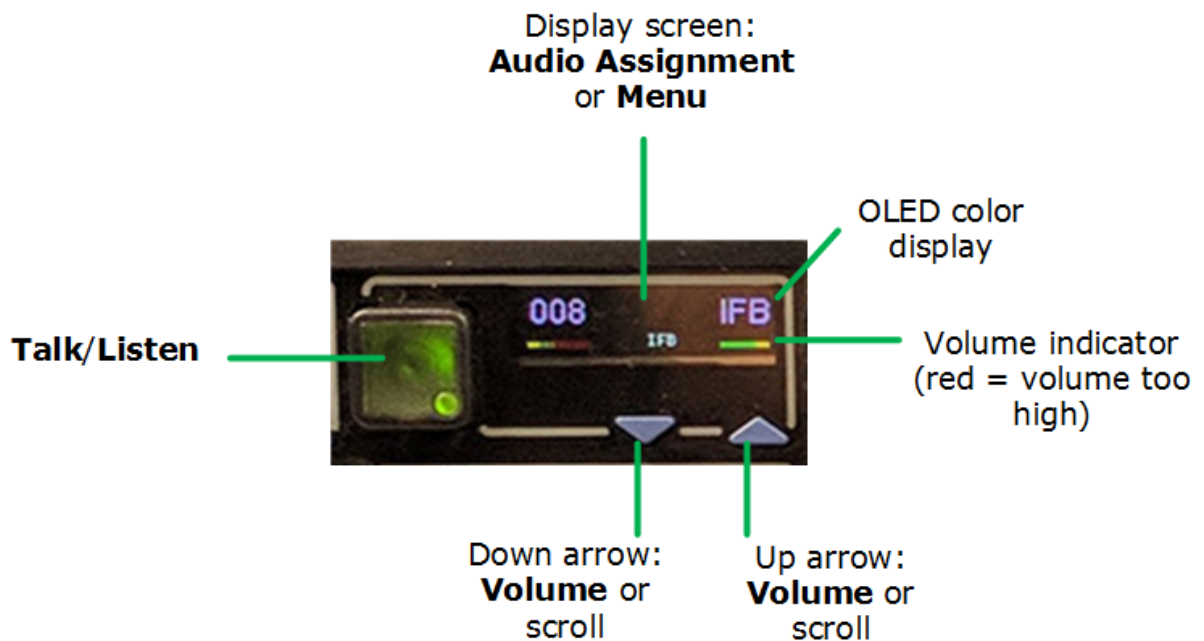 Display screen:
Audio Assignment
or Menu
OLED color
display
008
IFB
IFB
Talk/Listen
Volume indicator
(red = volume too
high)
Down arrow:
Volume or
scroll
Up arrow:
Volume or
scroll